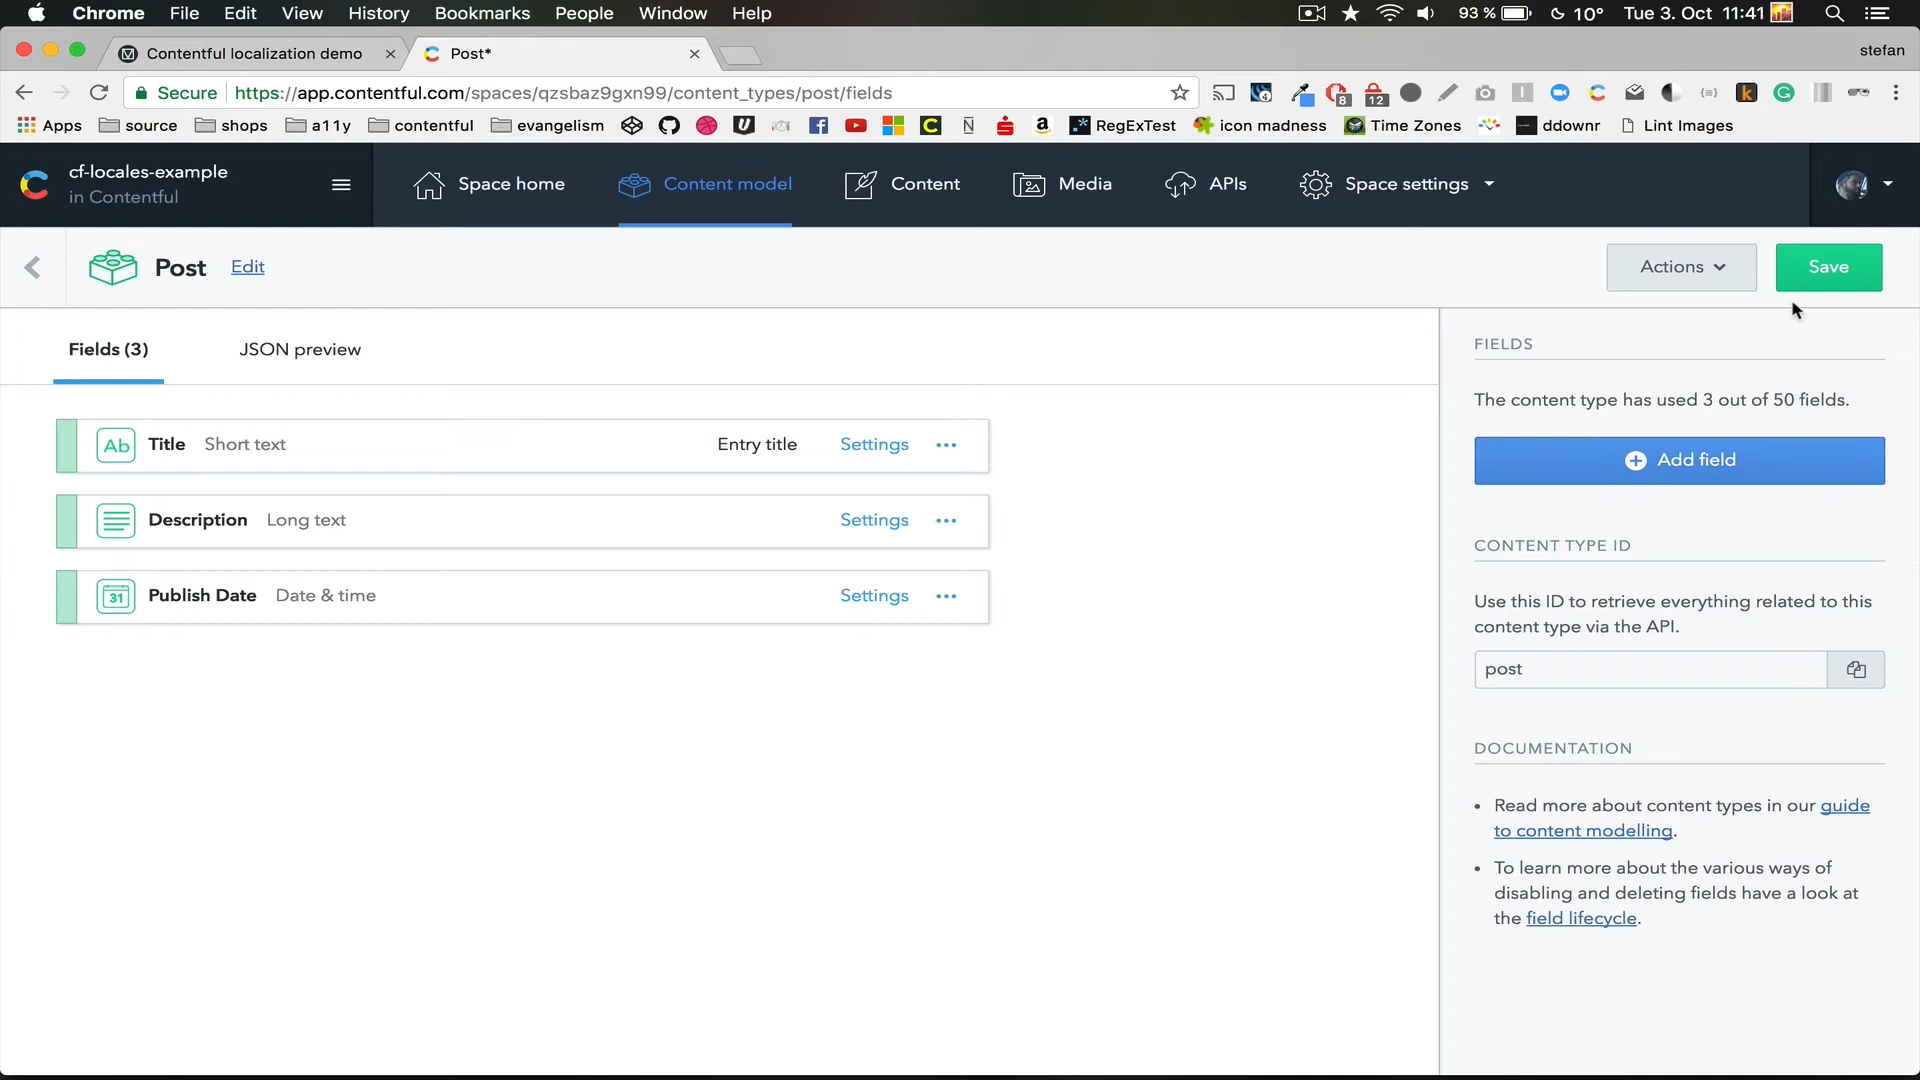 Chrome File Edit View History Bookmarks People Window Help 93 % 10° Tue 3. Oct 11:41
Contentful localization demo Post* stefan
Secure https://app.contentful.com/spaces/qzsbaz9gxn99/content_types/post/fields 4 8 12
Apps source shops a11y contentful evangelism RegExTest icon madness Time Zones ddownr Lint Images
cf-locales-example
in Contentful
Space home Content model Content Media APIs Space settings
Post Edit Actions Save
Fields (3) JSON preview
Ab Title Short text Entry title Settings
Description Long text Settings
31 Publish Date Date & time Settings
FIELDS
The content type has used 3 out of 50 fields.
Add field
CONTENT TYPE ID
Use this ID to retrieve everything related to this
content type via the API.
post
DOCUMENTATION
• Read more about content types in our guide
to content modelling.
• To learn more about the various ways of
disabling and deleting fields have a look at
the field lifecycle.